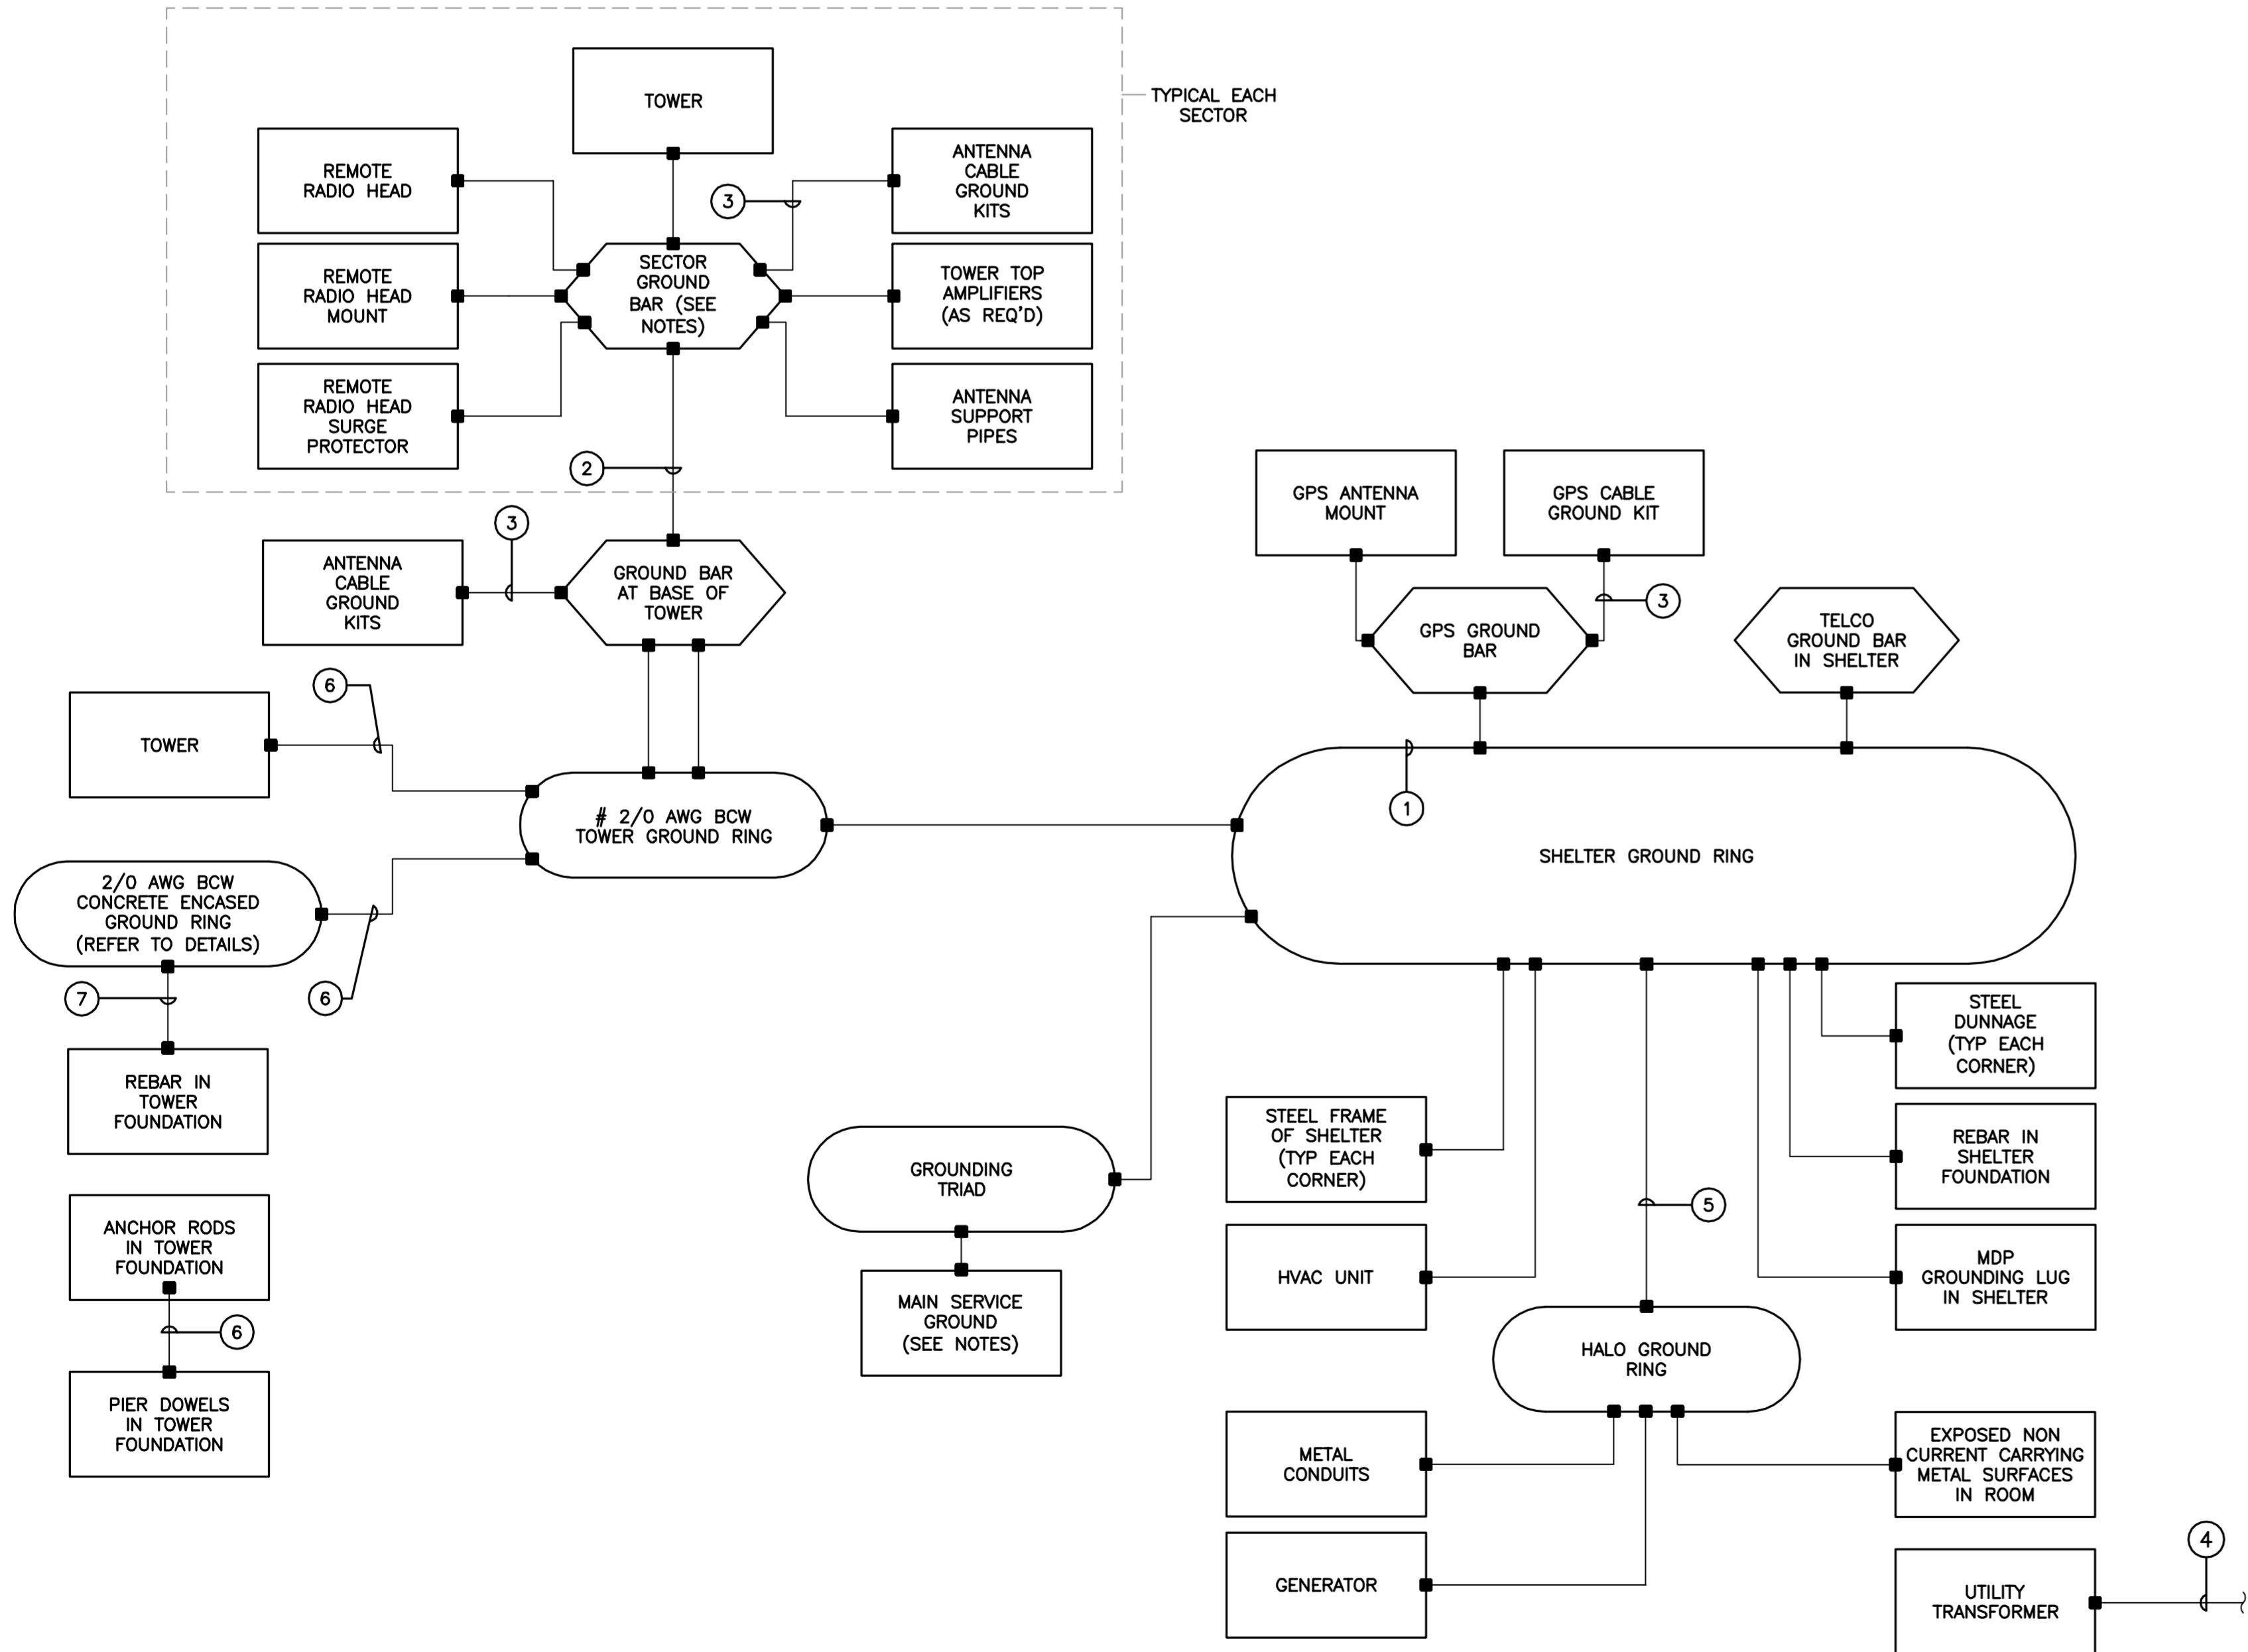 TOWER
TYPICAL EACH
SECTOR
REMOTE
RADIO HEAD
3
ANTENNA
CABLE
GROUND
KITS
REMOTE
RADIO HEAD
MOUNT
SECTOR
GROUND
BAR (SEE
NOTES)
TOWER TOP
AMPLIFIERS
(AS REQ'D)
REMOTE
RADIO HEAD
SURGE
PROTECTOR
ANTENNA
SUPPORT
PIPES
2
3
ANTENNA
CABLE
GROUND
KITS
GROUND BAR
AT BASE OF
TOWER
GPS ANTENNA
MOUNT
GPS CABLE
GROUND KIT
3
GPS GROUND
BAR
TELCO
GROUND BAR
IN SHELTER
6
TOWER
# 2/0 AWG BCW
TOWER GROUND RING
1
SHELTER GROUND RING
2/0 AWG BCW
CONCRETE ENCASED
GROUND RING
(REFER TO DETAILS)
7
6
REBAR IN
TOWER
FOUNDATION
ANCHOR RODS
IN TOWER
FOUNDATION
6
PIER DOWELS
IN TOWER
FOUNDATION
GROUNDING
TRIAD
MAIN SERVICE
GROUND
(SEE NOTES)
STEEL FRAME
OF SHELTER
(TYP EACH
CORNER)
HVAC UNIT
5
STEEL
DUNNAGE
(TYP EACH
CORNER)
REBAR IN
SHELTER
FOUNDATION
MDP
GROUNDING LUG
IN SHELTER
HALO GROUND
RING
METAL
CONDUITS
EXPOSED NON
CURRENT CARRYING
METAL SURFACES
IN ROOM
GENERATOR
4
UTILITY
TRANSFORMER